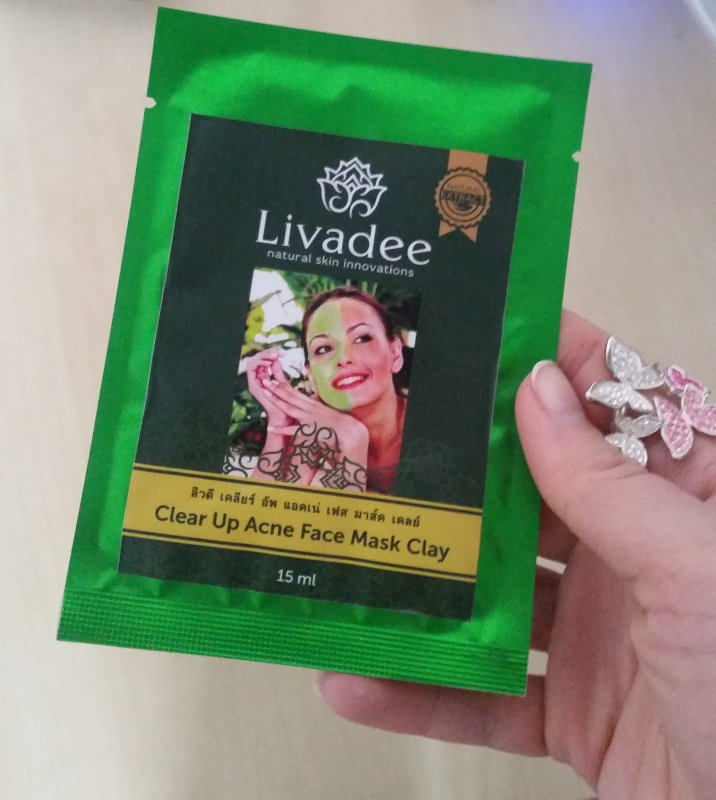 NATURAL
EXTRACT
Livadee
natural skin innovations
ลิวดี เคลียร์ อัพ แอคเน่ เฟส มาส์ค เคลย์
Clear Up Acne Face Mask Clay
15 ml